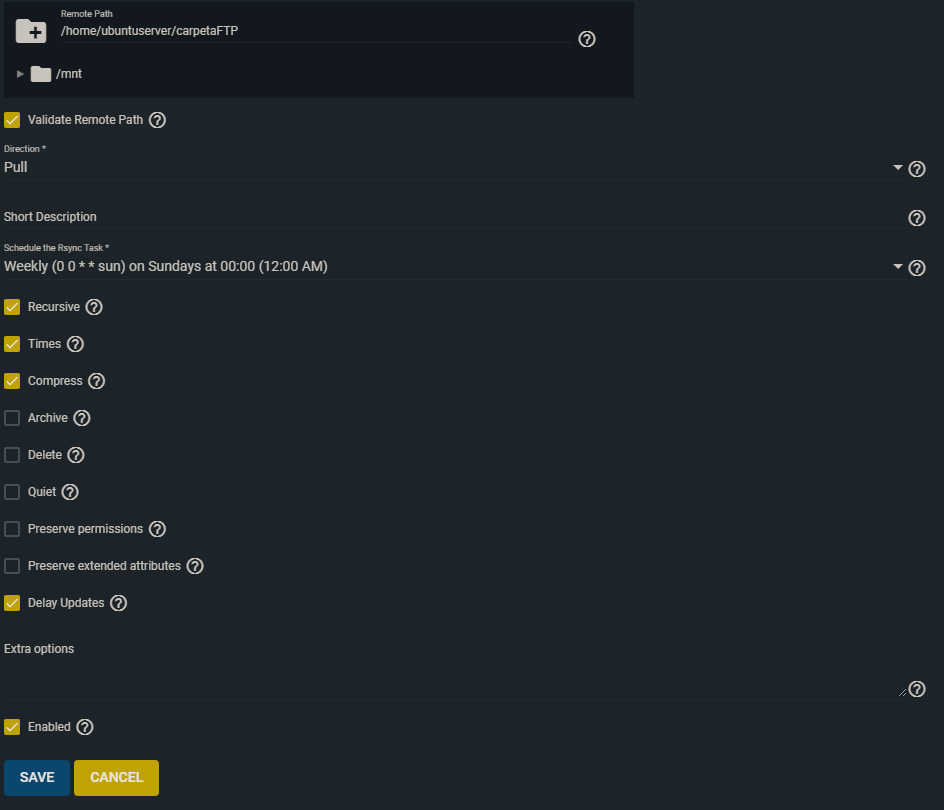 Remote Path
/home/ubuntuserver/carpetaFTP
/mnt
Validate Remote Path
Direction *
Pull
Short Description
Schedule the Rsync Task *
Weekly (0 0 * * sun) on Sundays at 00:00 (12:00 AM)
Recursive
Times
Compress
Archive
Delete
Quiet
Preserve permissions
Preserve extended attributes
Delay Updates
Extra options
Enabled
SAVE CANCEL